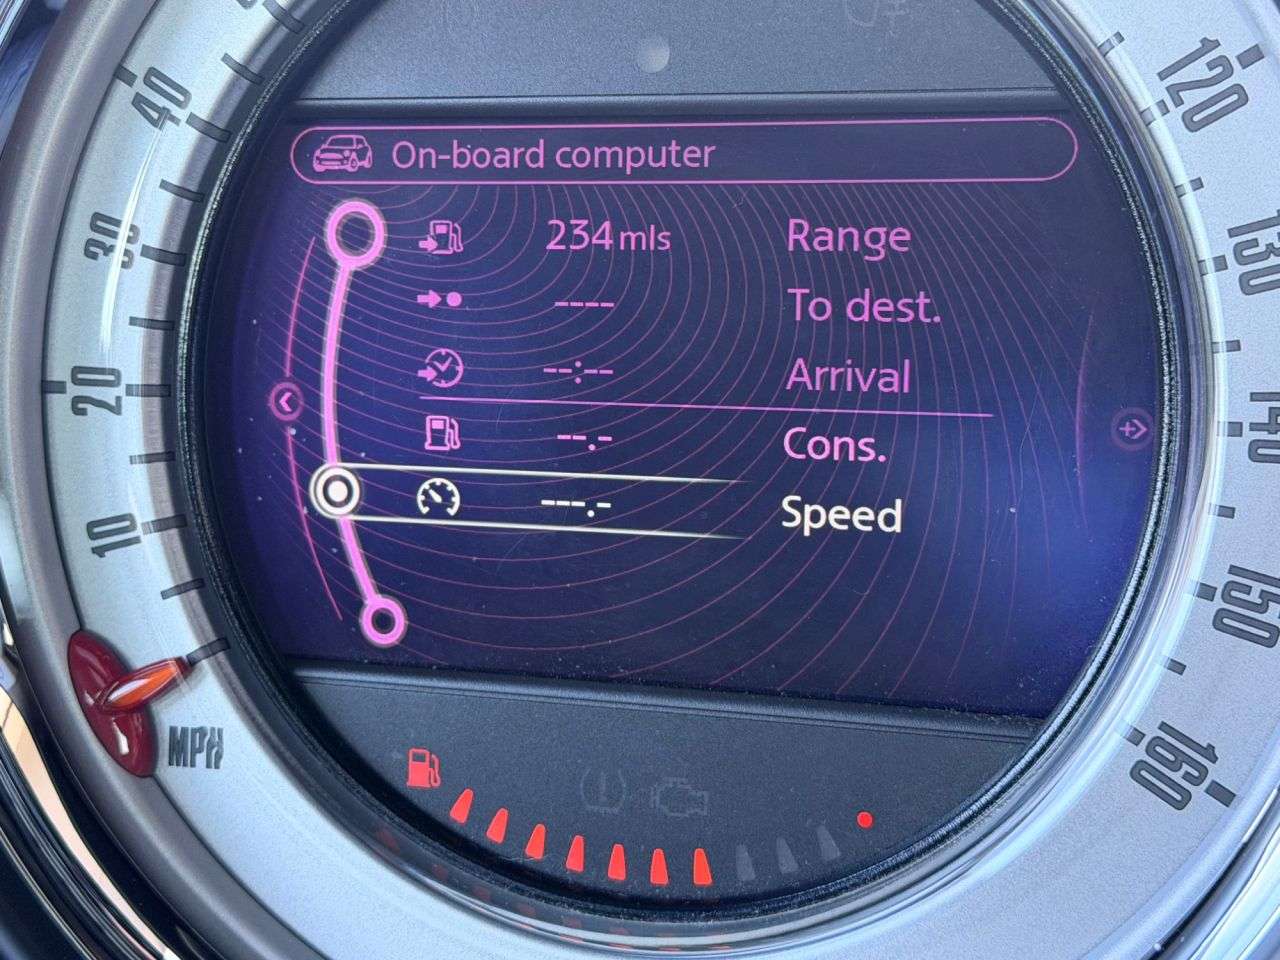 On-board computer
234 mls Range
---- To dest.
--:-- Arrival
--.- Cons.
---.- Speed
40
30
20
10
MPH
120
130
140
150
160